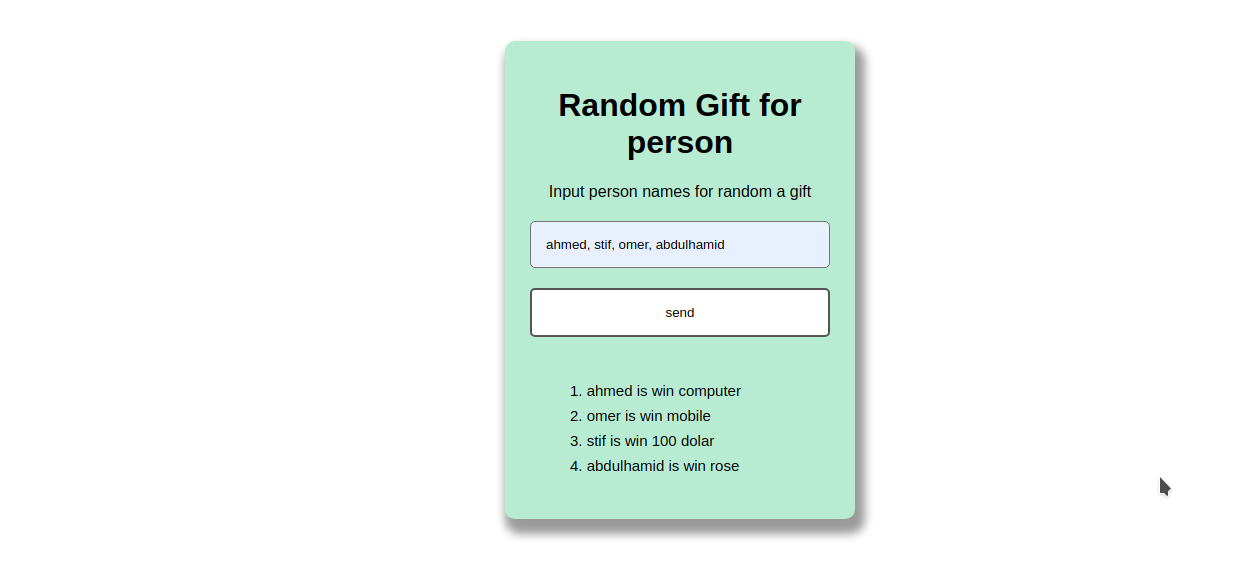 Random Gift for
person
Input person names for random a gift
ahmed, stif, omer, abdulhamid
send
1. ahmed is win computer
2. omer is win mobile
3. stif is win 100 dolar
4. abdulhamid is win rose